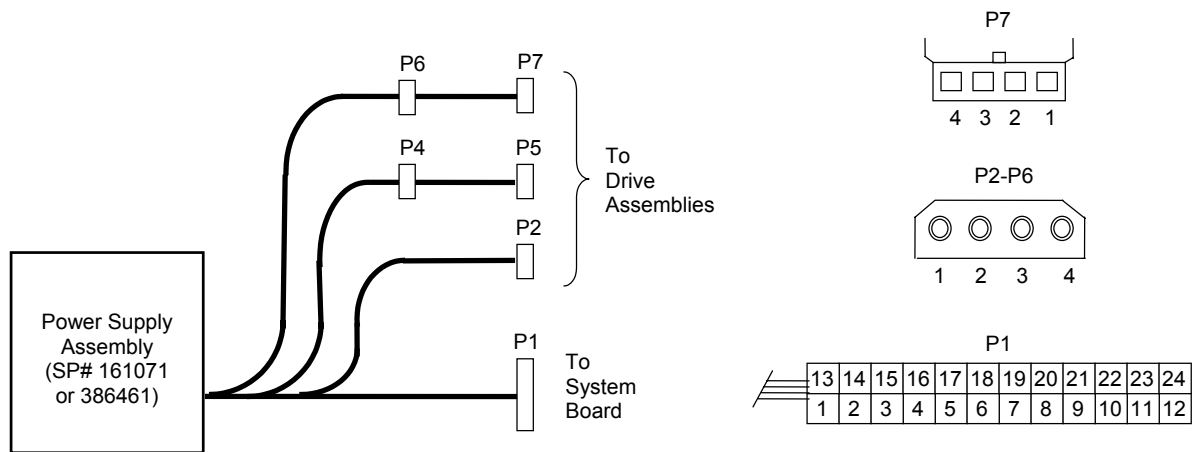 P6
P7
P4
P5
P2
To
Drive
Assemblies
P1
To
System
Board
Power Supply
Assembly
(SP# 161071
or 386461)
P7
4 3 2 1
P2-P6
1 2 3 4
P1
13 14 15 16 17 18 19 20 21 22 23 24
1 2 3 4 5 6 7 8 9 10 11 12